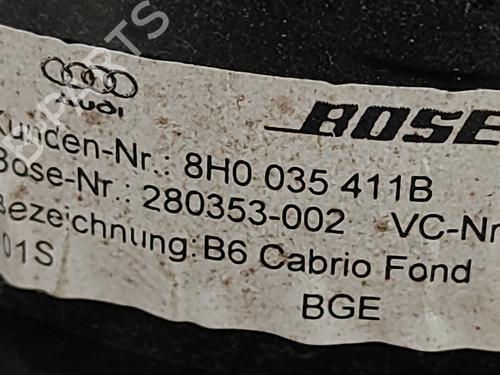 Audi
BOSE
Kunden-Nr.: 8H0 035 411B
Bose-Nr.: 280353-002 VC-Nr
Bezeichnung: B6 Cabrio Fond
01S
BGE